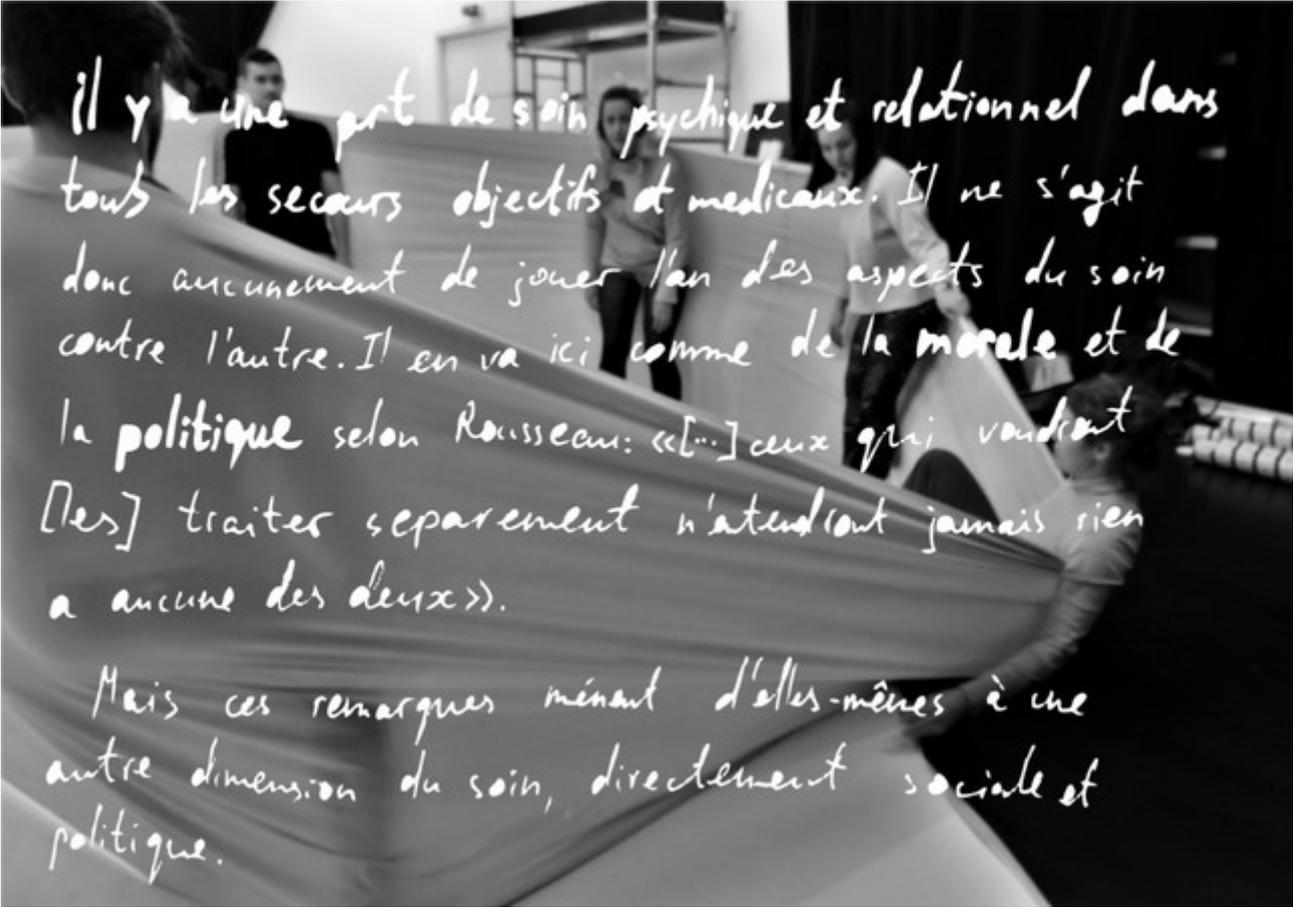 il y a une part de soin psychique et relationnel dans
tous les secours objectifs et medicaux. Il ne s'agit
donc aucunement de jouer l'un des aspects du soin
contre l'autre. Il en va ici comme de la morale et de
la politique selon Rousseau: «[...] ceux qui voudront
[les] traiter separement n'entendront jamais rien
a aucune des deux».
Mais ces remarques mènent d'elles-mêmes à une
autre dimension du soin, directement sociale et
politique.